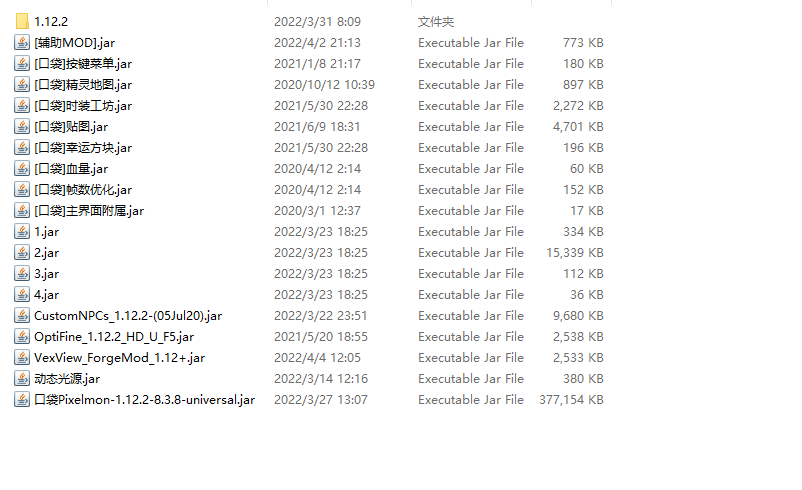 1.12.2 2022/3/31 8:09 文件夹
[辅助MOD].jar 2022/4/2 21:13 Executable Jar File 773 KB
[口袋]按键菜单.jar 2021/1/8 21:17 Executable Jar File 180 KB
[口袋]精灵地图.jar 2020/10/12 10:39 Executable Jar File 897 KB
[口袋]时装工坊.jar 2021/5/30 22:28 Executable Jar File 2,272 KB
[口袋]贴图.jar 2021/6/9 18:31 Executable Jar File 4,701 KB
[口袋]幸运方块.jar 2021/5/30 22:28 Executable Jar File 196 KB
[口袋]血量.jar 2020/4/12 2:14 Executable Jar File 60 KB
[口袋]帧数优化.jar 2020/4/12 2:14 Executable Jar File 152 KB
[口袋]主界面附属.jar 2020/3/1 12:37 Executable Jar File 17 KB
1.jar 2022/3/23 18:25 Executable Jar File 334 KB
2.jar 2022/3/23 18:25 Executable Jar File 15,339 KB
3.jar 2022/3/23 18:25 Executable Jar File 112 KB
4.jar 2022/3/23 18:25 Executable Jar File 36 KB
CustomNPCs_1.12.2-(05Jul20).jar 2022/3/22 23:51 Executable Jar File 9,680 KB
OptiFine_1.12.2_HD_U_F5.jar 2021/5/20 18:55 Executable Jar File 2,538 KB
VexView_ForgeMod_1.12+.jar 2022/4/4 12:05 Executable Jar File 2,533 KB
动态光源.jar 2022/3/14 12:16 Executable Jar File 380 KB
口袋Pixelmon-1.12.2-8.3.8-universal.jar 2022/3/27 13:07 Executable Jar File 377,154 KB